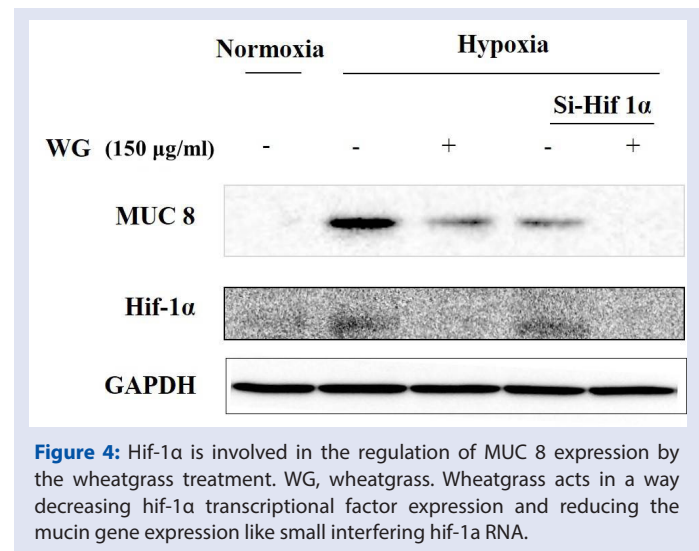 Normoxia Hypoxia
Si-Hif 1α
WG (150 μg/ml) - - + - +
MUC 8
Hif-1α
GAPDH
Figure 4: Hif-1α is involved in the regulation of MUC 8 expression by
the wheatgrass treatment. WG, wheatgrass. Wheatgrass acts in a way
decreasing hif-1α transcriptional factor expression and reducing the
mucin gene expression like small interfering hif-1a RNA.